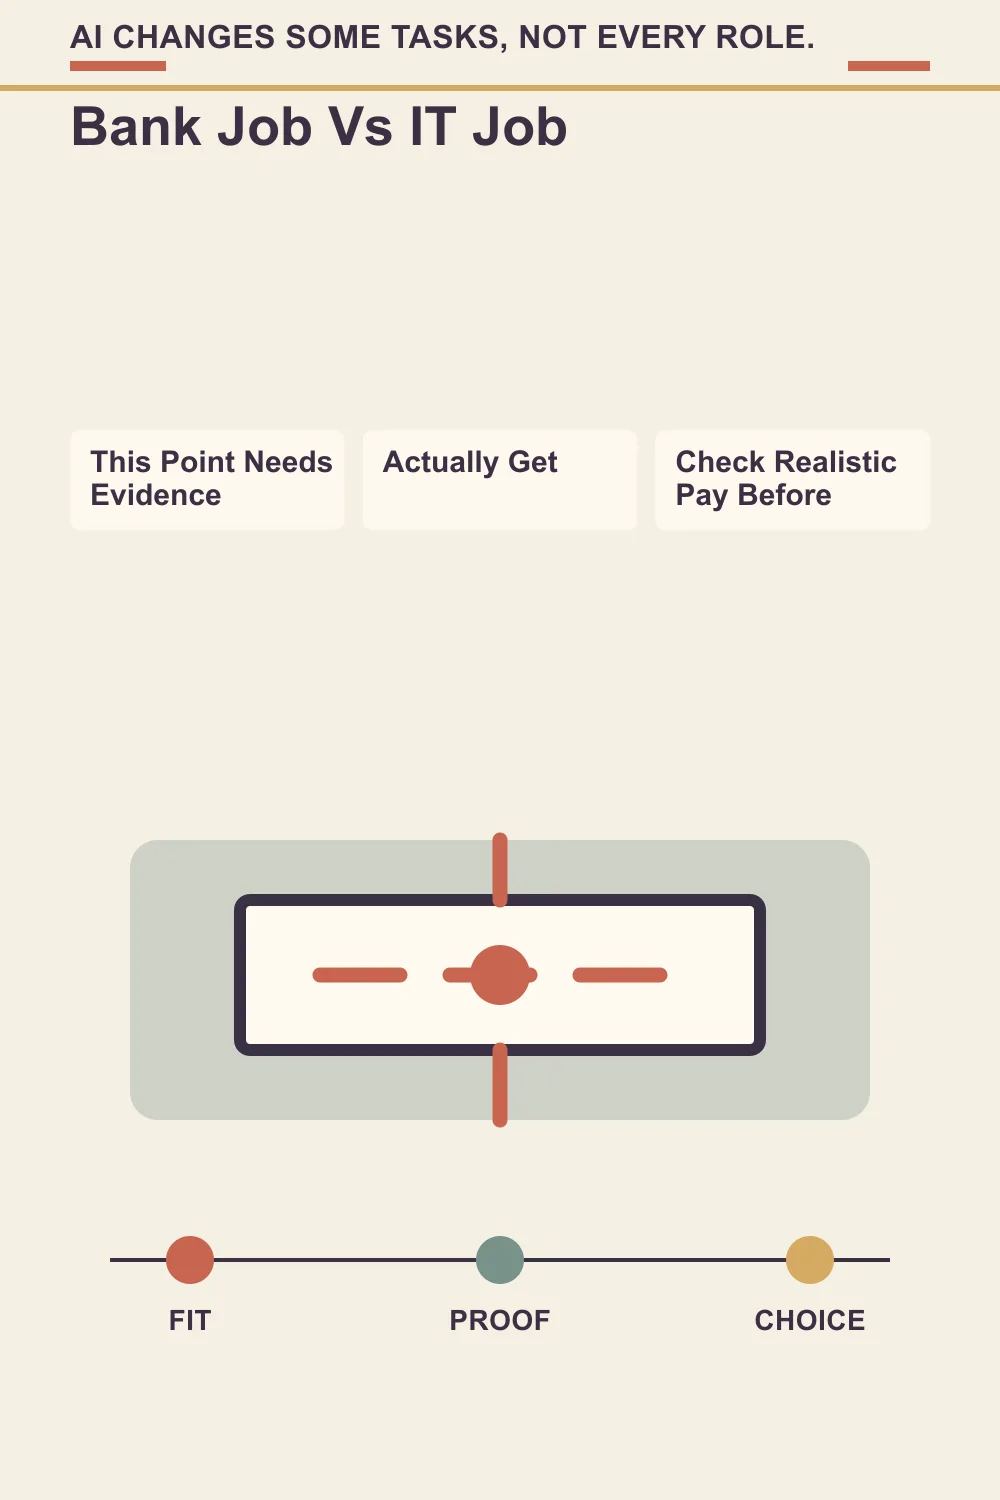 AI CHANGES SOME TASKS, NOT EVERY ROLE.
Bank Job Vs IT Job
This Point Needs
Evidence
Actually Get
Check Realistic
Pay Before
FIT
PROOF
CHOICE